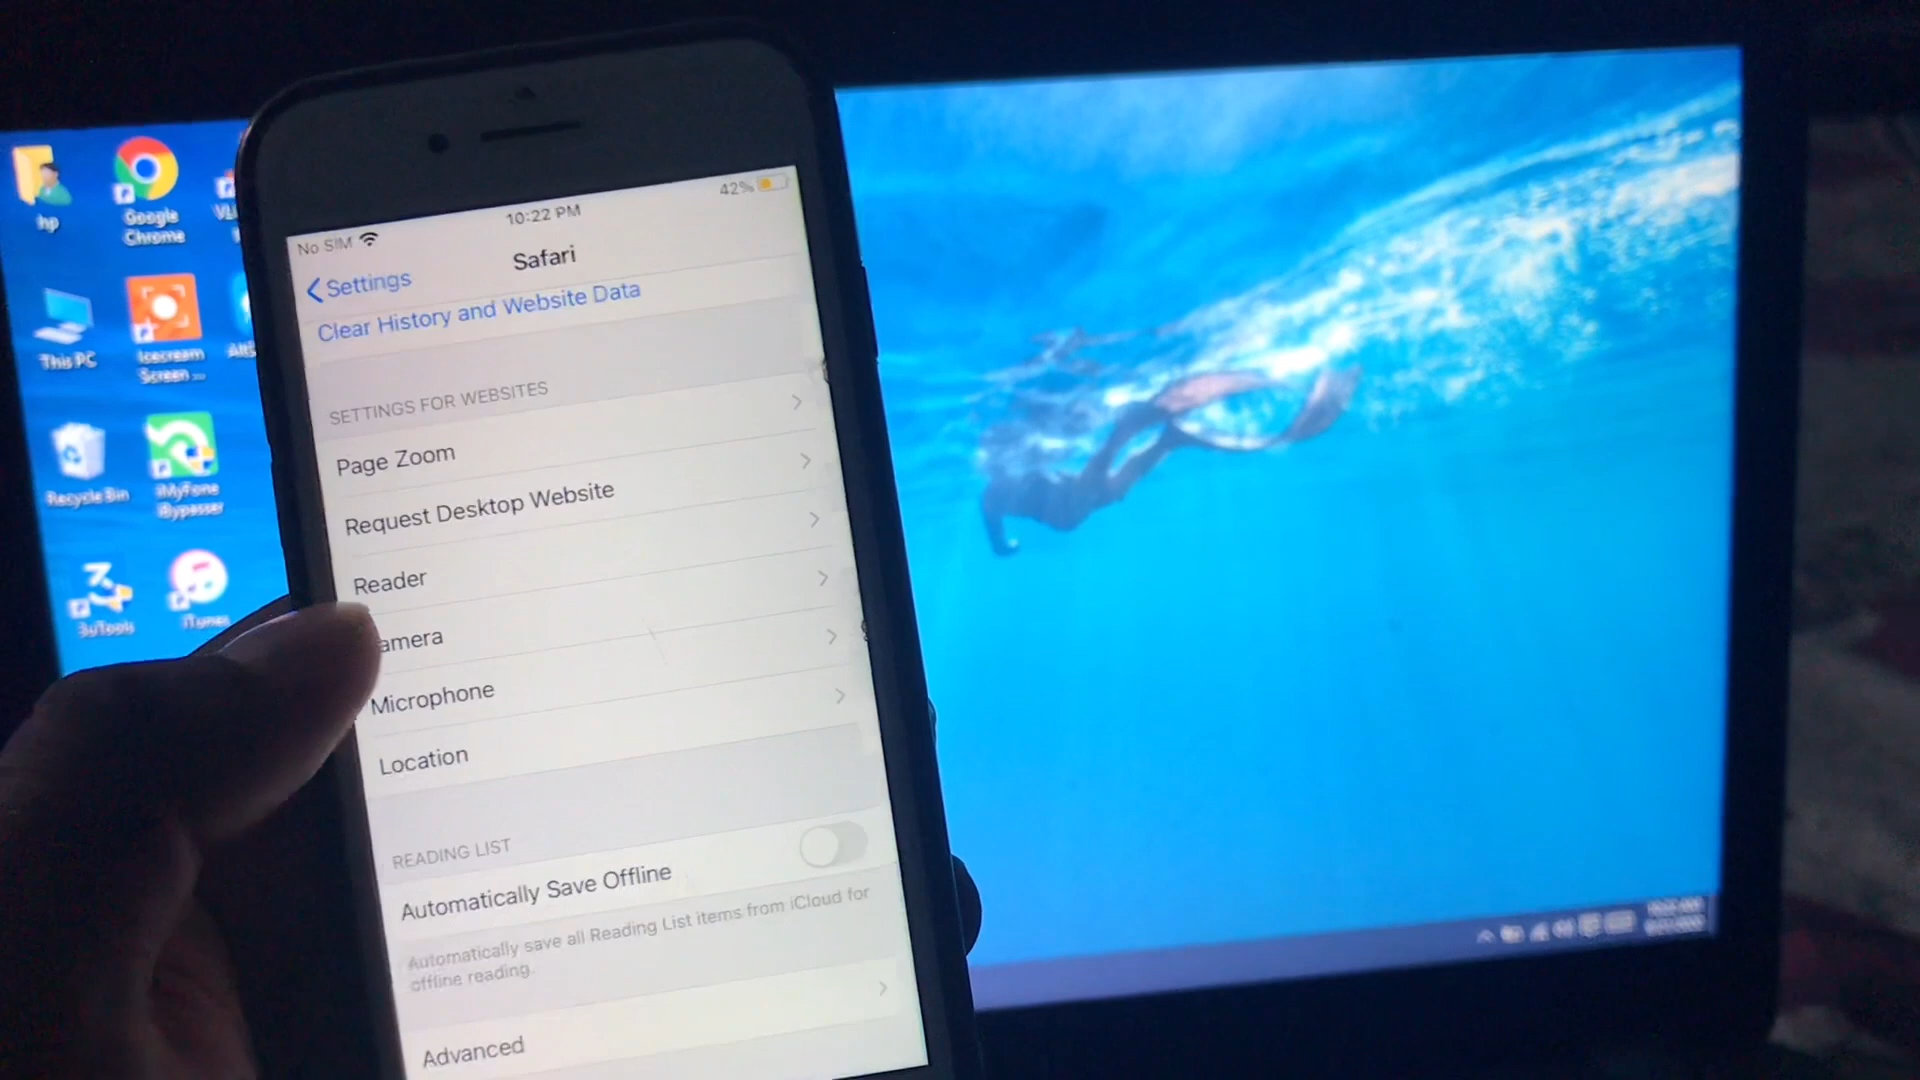 hp
Google
Chrome
This PC
Icecream
Screen ...
Recycle Bin
iMyFone
iBypasser
3uTools
iTunes
No SIM
10:22 PM
42%
Settings
Safari
Clear History and Website Data
SETTINGS FOR WEBSITES
Page Zoom
Request Desktop Website
Reader
amera
Microphone
Location
READING LIST
Automatically Save Offline
Automatically save all Reading List items from iCloud for
offline reading.
Advanced